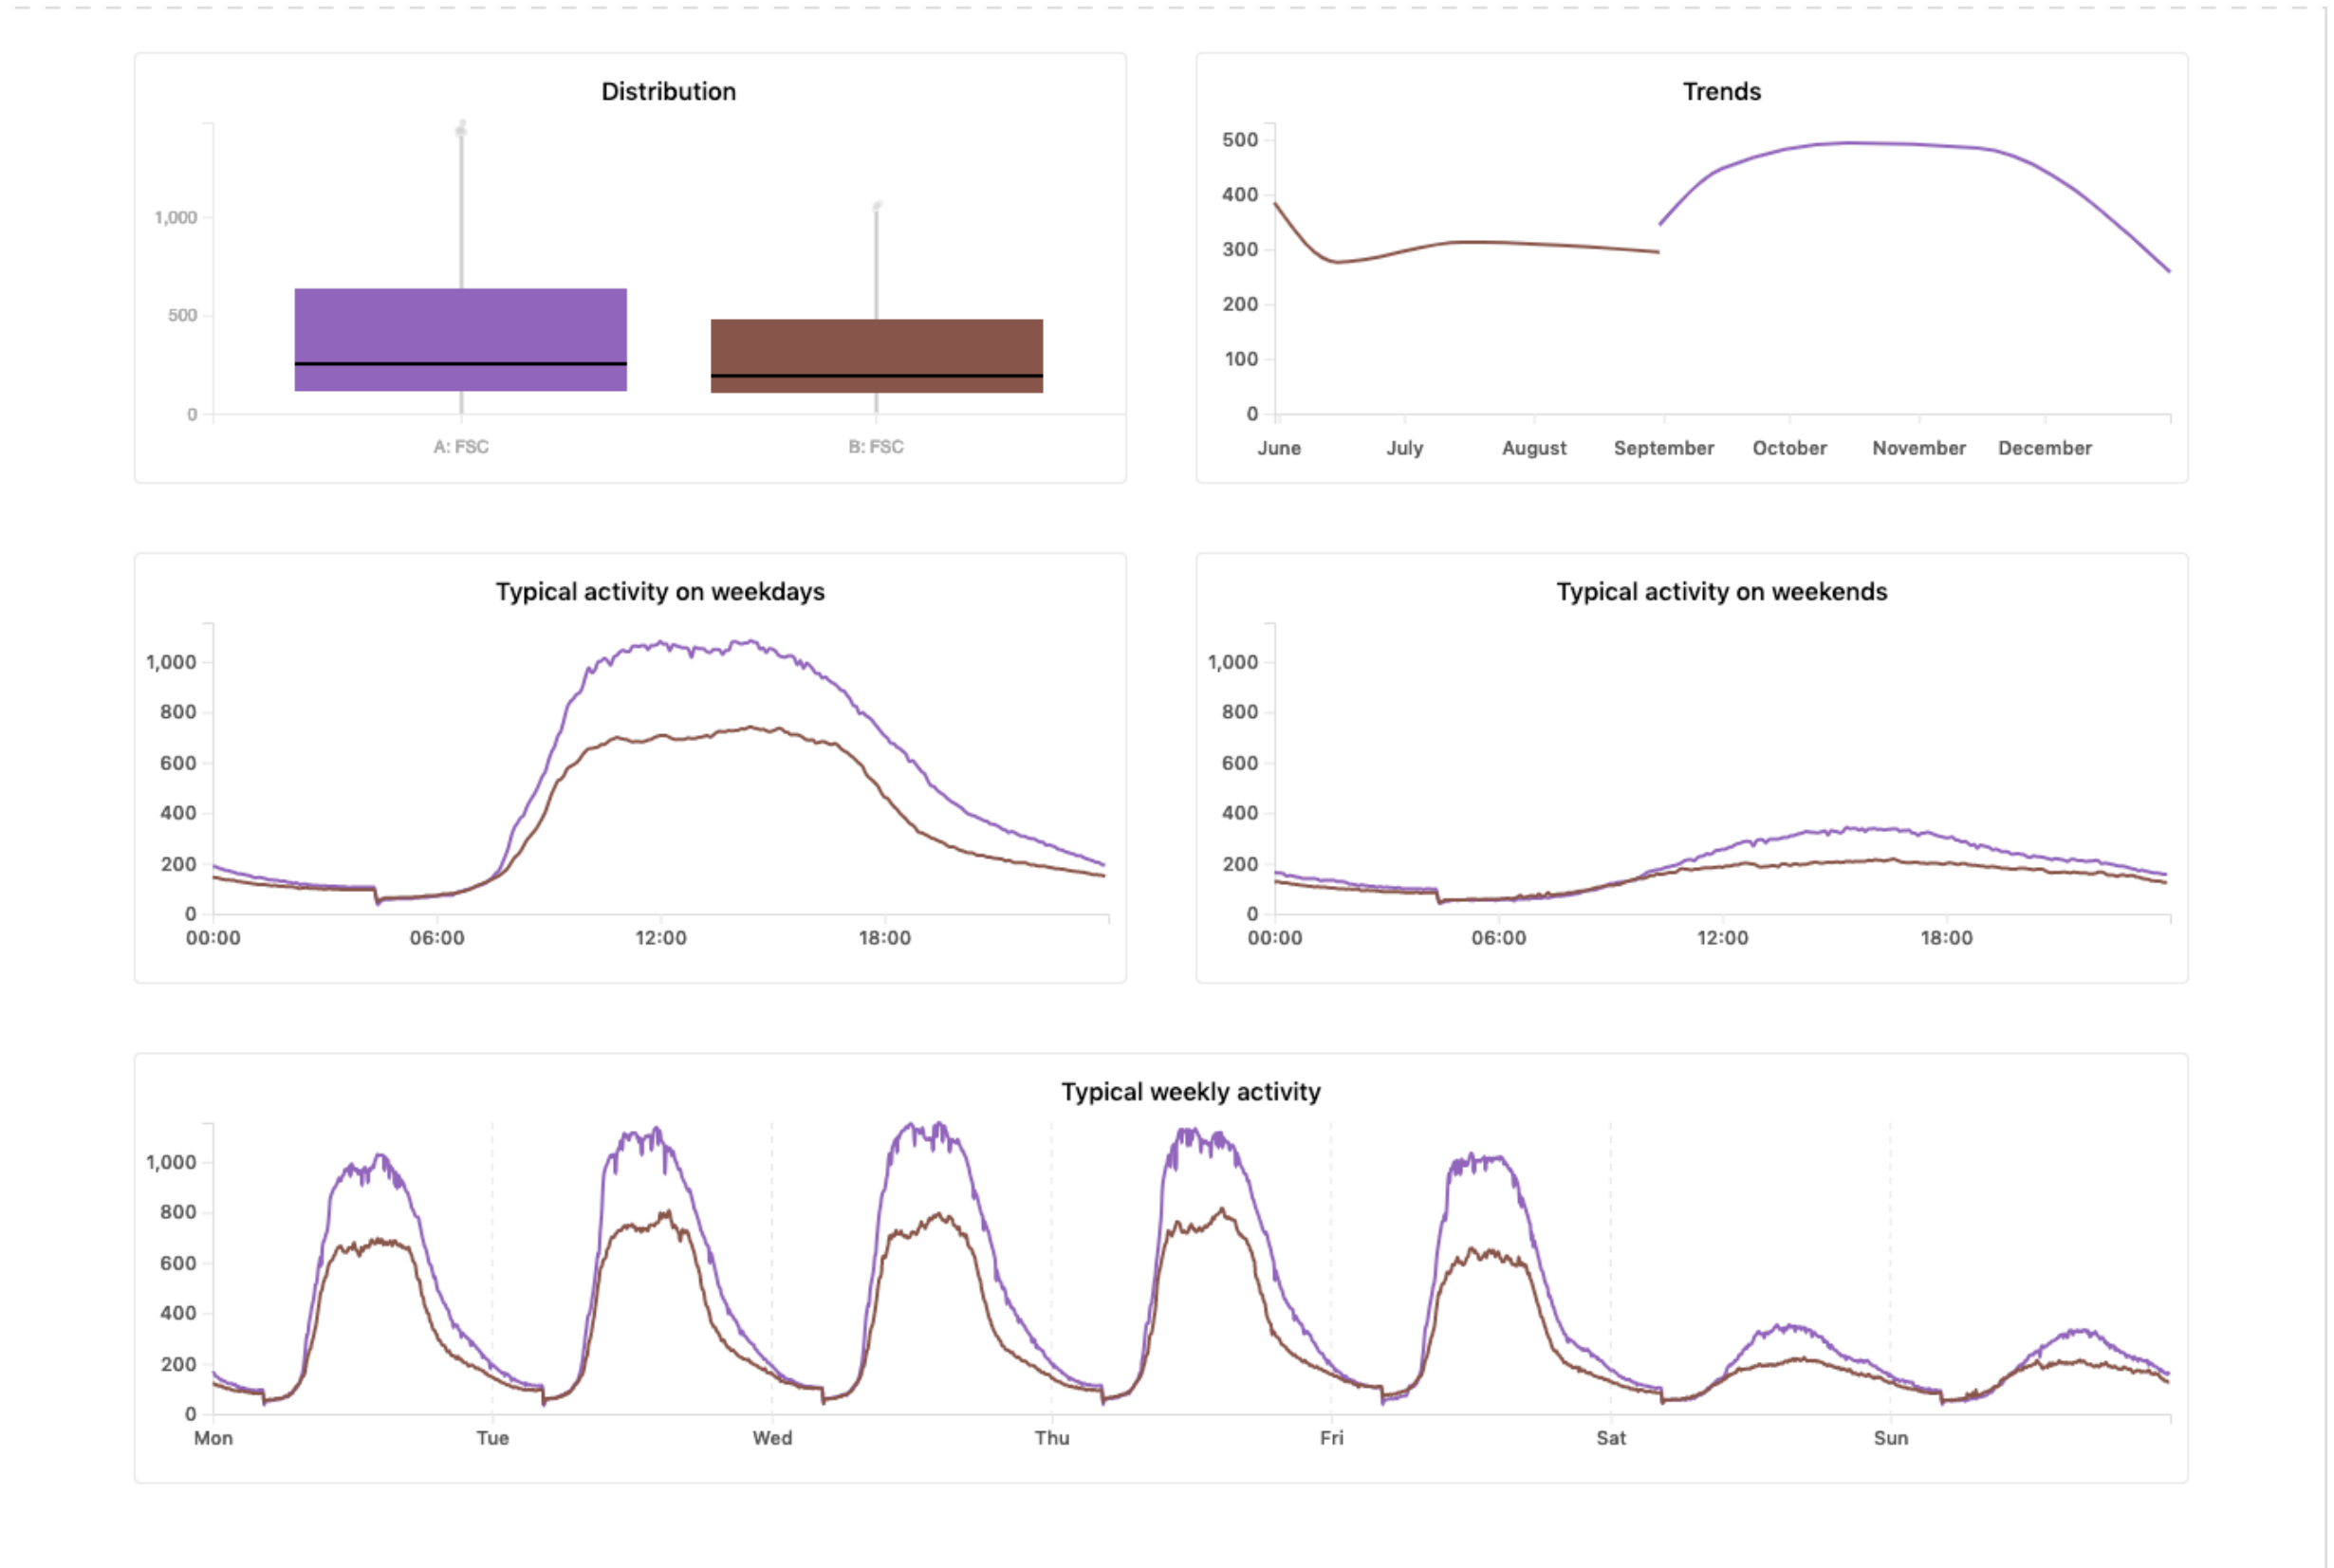 Distribution
1,000
500
0
A: FSC
B: FSC
Trends
500
400
300
200
100
0
June July August September October November December
Typical activity on weekdays
1,000
800
600
400
200
0
00:00 06:00 12:00 18:00
Typical activity on weekends
1,000
800
600
400
200
0
00:00 06:00 12:00 18:00
Typical weekly activity
1,000
800
600
400
200
0
Mon Tue Wed Thu Fri Sat Sun